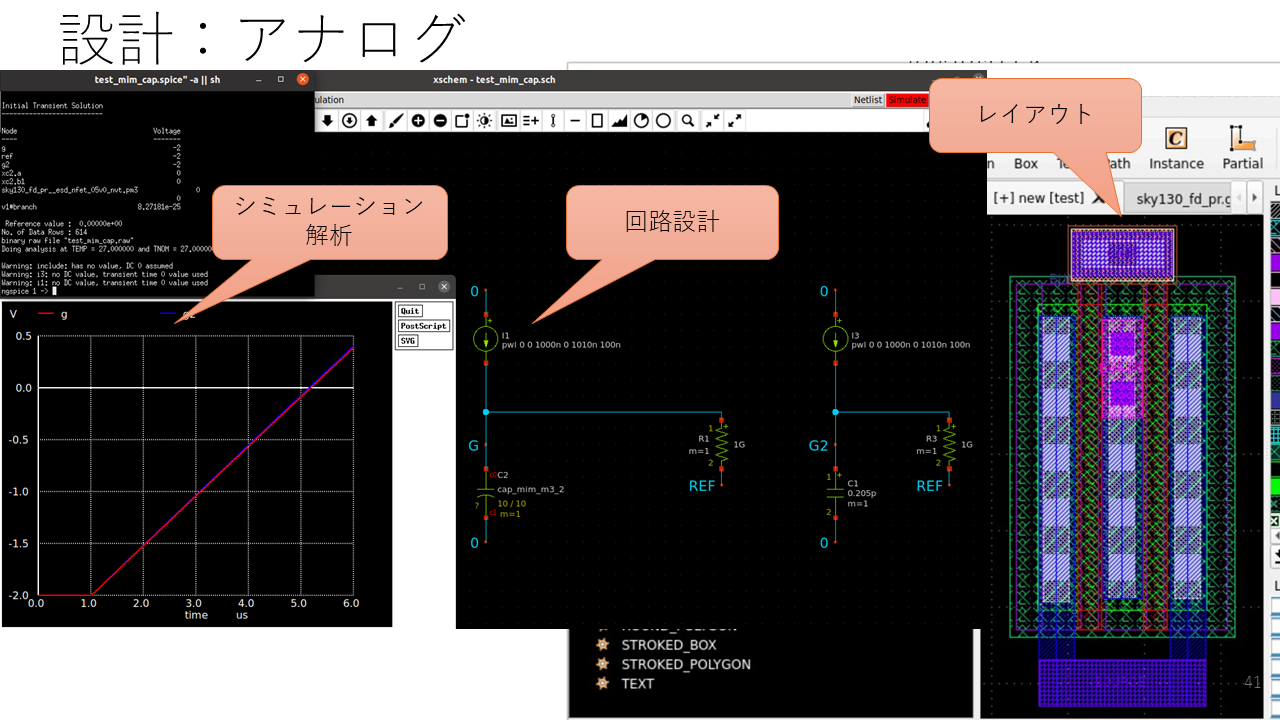 設計：アナログ
test_mim_cap.spice" -a || sh
Initial Transient Solution
Node Voltage
g -2
ref -2
g2 -2
xc2.a 0
xc2.b1 0
sky130_fd_pr__esd_nfet_05v0_nvt.pm3 0
0
v1#branch 8.27181e-25
Reference value : 0.00000e+00
No. of Data Rows : 614
binary raw file "test_mim_cap.raw"
Doing analysis at TEMP = 27.000000 and TNOM = 27.00000
Warning: include: has no value, DC 0 assumed
Warning: i3: no DC value, transient time 0 value used
Warning: i1: no DC value, transient time 0 value used
ngspice 1 ->
シミュレーション
解析
V g g2
Quit
PostScript
SVG
0.5
0.0
-0.5
-1.0
-1.5
-2.0
0.0 1.0 2.0 3.0 4.0 5.0 6.0
time us
xschem - test_mim_cap.sch
ulation Netlist Simulate
回路設計
0
I1
pwl 0 0 1000n 0 1010n 100n
G
1
R1 1G
m=1
2
REF
C2
cap_mim_m3_2
10 / 10
m=1
0
0
I3
pwl 0 0 1000n 0 1010n 100n
G2
1
R3 1G
m=1
2
REF
1
C1
0.205p
m=1
2
0
STROKED_BOX
STROKED_POLYGON
TEXT
レイアウト
Box ath Instance Partial
[+] new [test] sky130_fd_pr.g
41